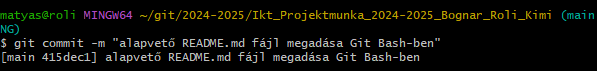 matyas@roli MINGW64 ~/git/2024-2025/Ikt_Projektmunka_2024-2025_Bognar_Roli_Kimi (main
NG)
$ git commit -m "alapvető README.md fájl megadása Git Bash-ben"
[main 415dec1] alapvető README.md fájl megadása Git Bash-ben